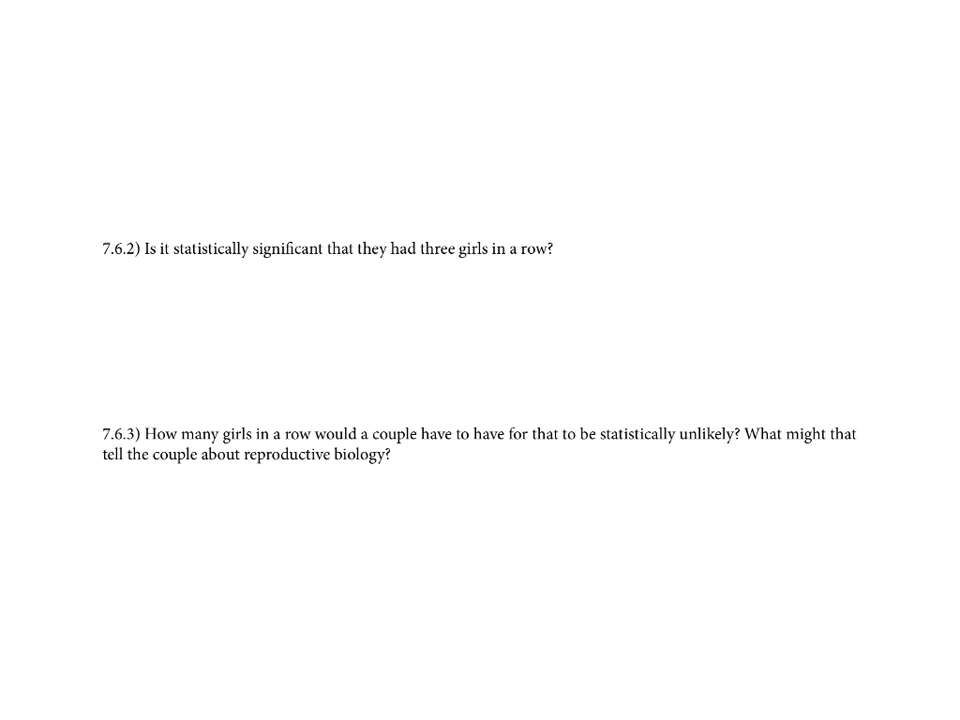 7.6.2) Is it statistically significant that they had three girls in a row?
7.6.3) How many girls in a row would a couple have to have for that to be statistically unlikely? What might that
tell the couple about reproductive biology?